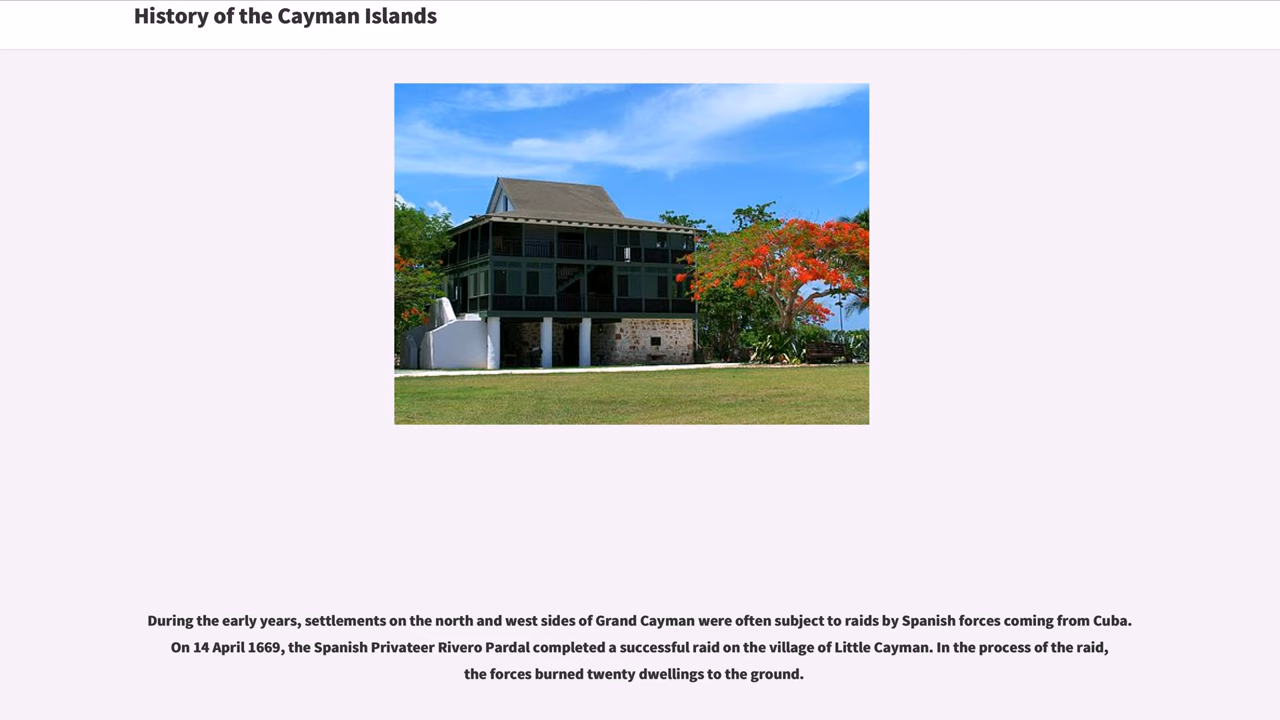 History of the Cayman Islands
During the early years, settlements on the north and west sides of Grand Cayman were often subject to raids by Spanish forces coming from Cuba.
On 14 April 1669, the Spanish Privateer Rivero Pardal completed a successful raid on the village of Little Cayman. In the process of the raid,
the forces burned twenty dwellings to the ground.